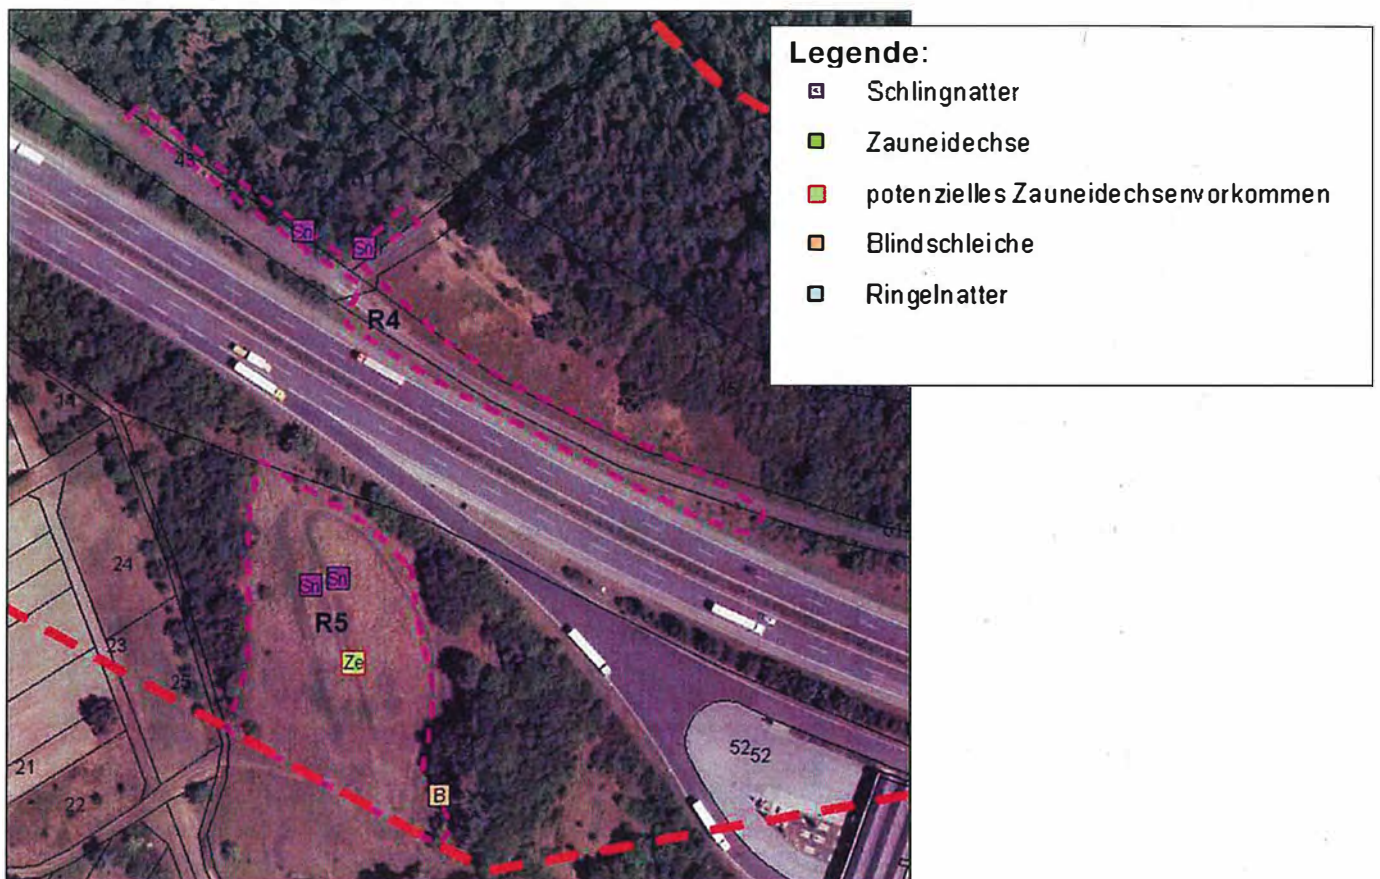 Legende:
Schlingnatter
Zauneidechse
potenzielles Zauneidechsenvorkommen
Blindschleiche
Ringelnatter
43
Sn
Sn
R4
24
Sn
Sn
R5
23
Ze
25
5252
21
22
B